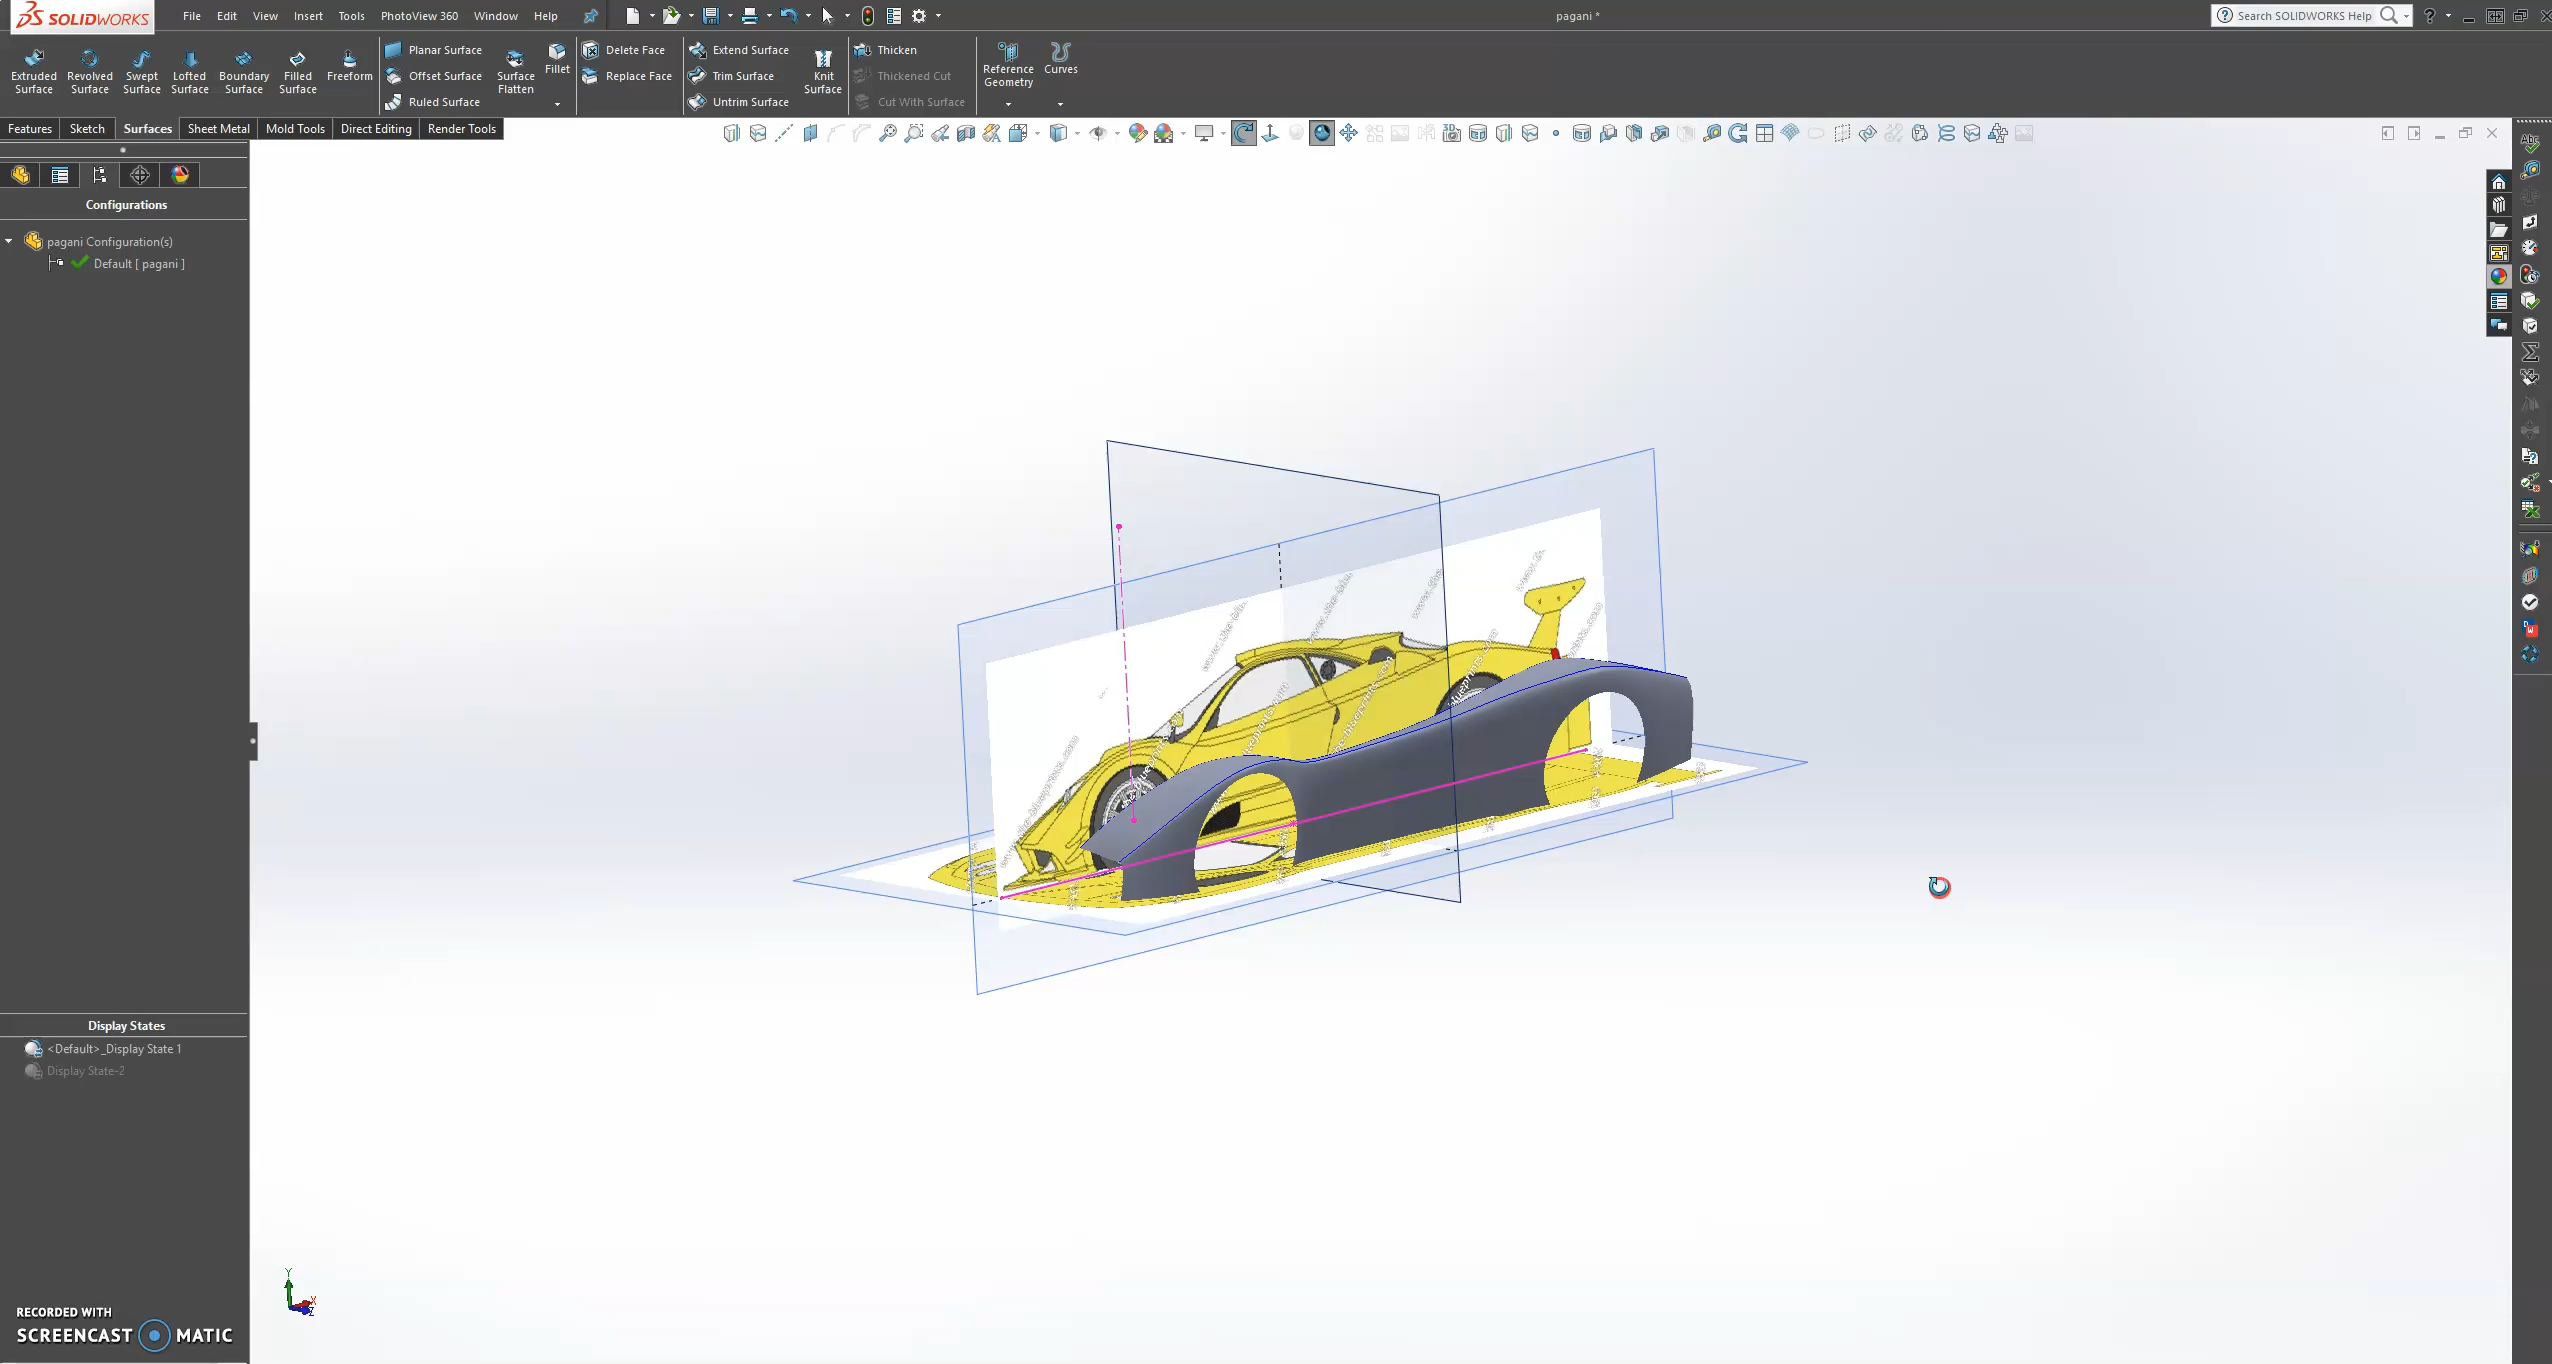 SOLIDWORKS
File Edit View Insert Tools PhotoView 360 Window Help
pagani *
Search SOLIDWORKS Help
Extruded Surface
Revolved Surface
Swept Surface
Lofted Surface
Boundary Surface
Filled Surface
Freeform
Planar Surface
Offset Surface
Ruled Surface
Surface Flatten
Fillet
Delete Face
Replace Face
Extend Surface
Trim Surface
Untrim Surface
Knit Surface
Thicken
Thickened Cut
Cut With Surface
Reference Geometry
Curves
Features Sketch Surfaces Sheet Metal Mold Tools Direct Editing Render Tools
Configurations
pagani Configuration(s)
Default [ pagani ]
Display States
<Default>_Display State 1
Display State-2
Y
X
Z
RECORDED WITH
SCREENCAST MATIC